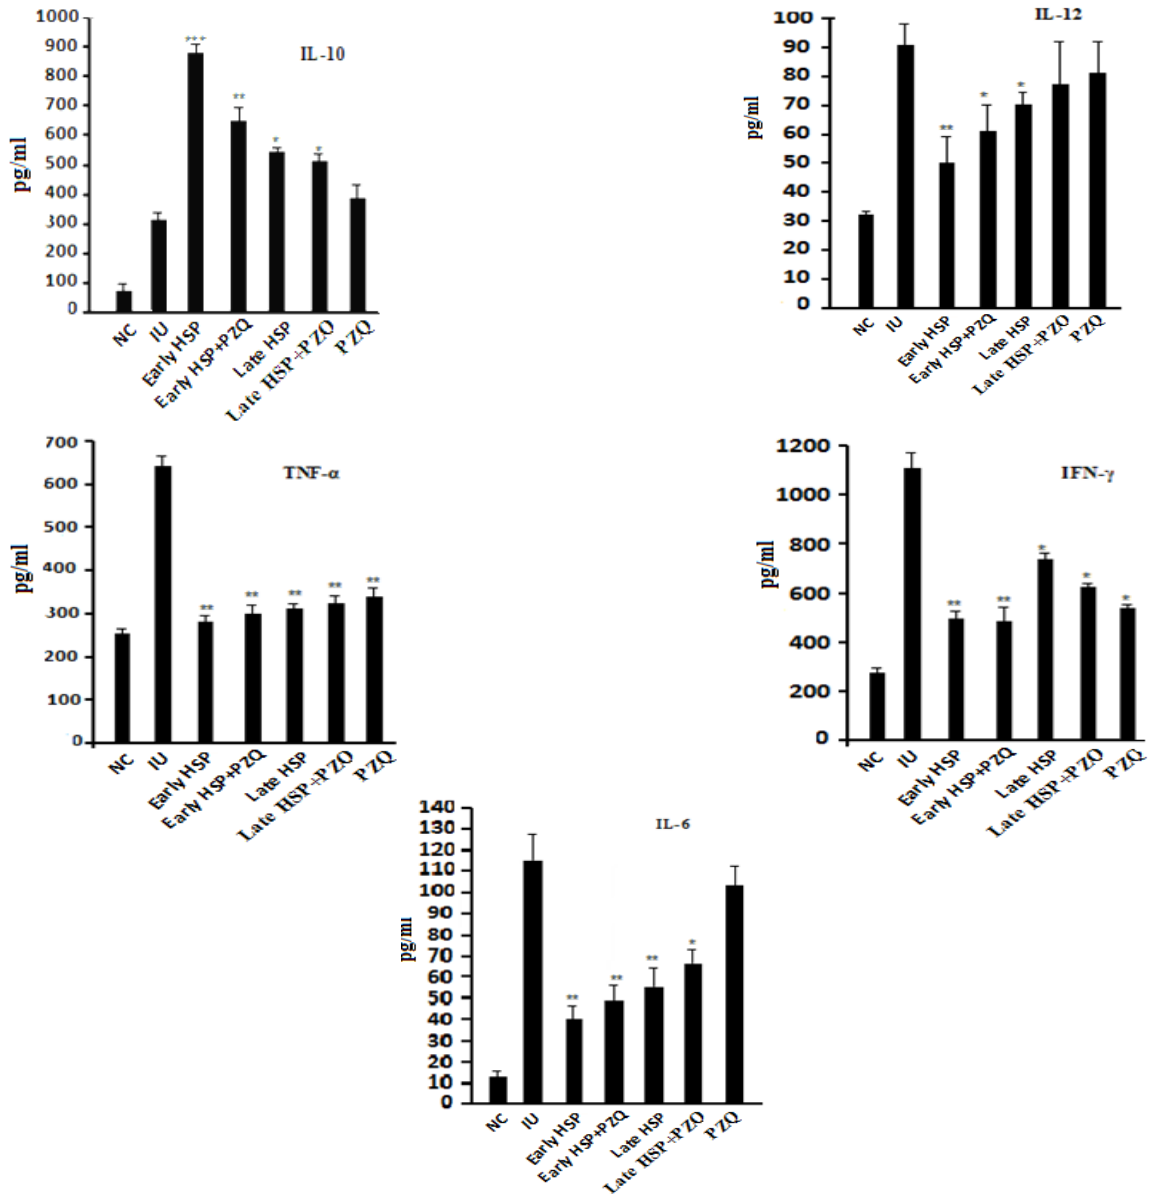 IL-10
pg/ml
1000
900
800
700
600
500
400
300
200
100
0
***
**
*
*
NC
IU
Early HSP
Early HSP+PZQ
Late HSP
Late HSP+PZO
PZQ
IL-12
pg/ml
100
90
80
70
60
50
40
30
20
10
0
**
*
*
NC
IU
Early HSP
Early HSP+PZQ
Late HSP
Late HSP+PZO
PZQ
TNF-α
pg/ml
700
600
500
400
300
200
100
0
**
**
**
**
**
NC
IU
Early HSP
Early HSP+PZQ
Late HSP
Late HSP+PZO
PZQ
IFN-γ
pg/ml
1200
1000
800
600
400
200
0
**
**
*
*
*
NC
IU
Early HSP
Early HSP+PZQ
Late HSP
Late HSP+PZO
PZQ
IL-6
pg/ml
140
130
120
110
100
90
80
70
60
50
40
30
20
10
0
**
**
**
*
NC
IU
Early HSP
Early HSP+PZQ
Late HSP
Late HSP+PZO
PZQ